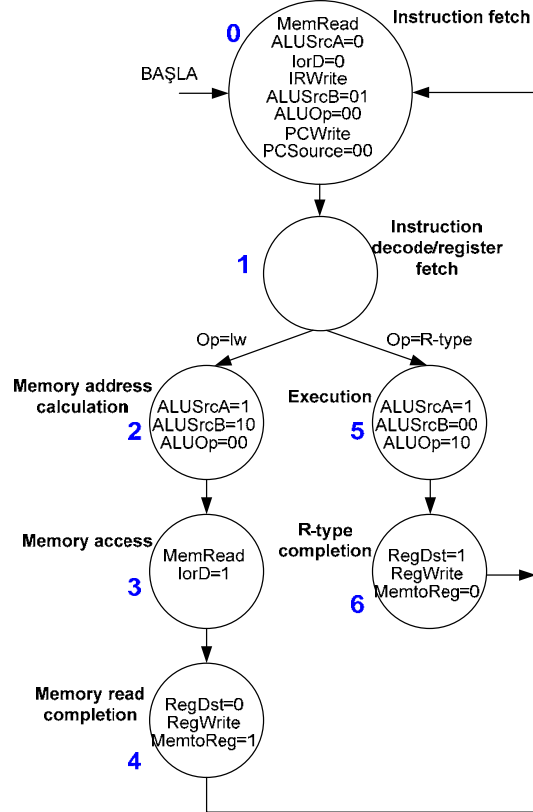 Instruction fetch
0
MemRead
ALUSrcA=0
IorD=0
IRWrite
ALUSrcB=01
ALUOp=00
PCWrite
PCSource=00
BAŞLA
1
Instruction
decode/register
fetch
Op=lw
Op=R-type
Memory address
calculation
2
ALUSrcA=1
ALUSrcB=10
ALUOp=00
Execution
5
ALUSrcA=1
ALUSrcB=00
ALUOp=10
Memory access
3
MemRead
IorD=1
R-type
completion
6
RegDst=1
RegWrite
MemtoReg=0
Memory read
completion
4
RegDst=0
RegWrite
MemtoReg=1